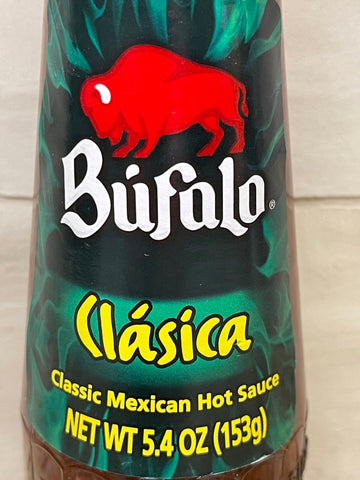 Búfalo®
Clásica
Classic Mexican Hot Sauce
NET WT 5.4 OZ (153g)